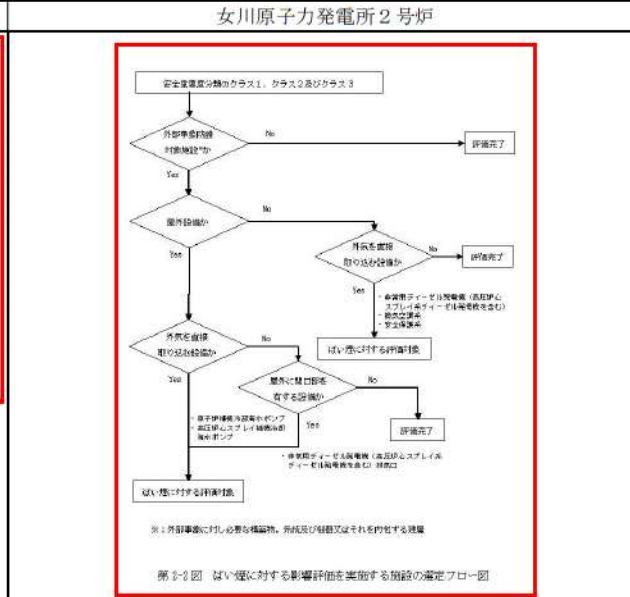 女川原子力発電所2号炉
安全重要度分類のクラス1、クラス2及びクラス3
外部事象防護
対象施設※か
No
評価完了
Yes
屋外設備か
No
Yes
外気を直接
取り込む設備か
No
評価完了
Yes
・非常用ディーゼル発電機（高圧炉心
スプレイ系ディーゼル発電機を含む）
・換気空調系
・安全保護系
ばい煙に対する評価対象
外気を直接
取り込む設備か
No
Yes
屋外に開口部を
有する設備か
No
評価完了
Yes
・原子炉補機冷却海水ポンプ
・高圧炉心スプレイ補機冷却
海水ポンプ
・非常用ディーゼル発電機（高圧炉心スプレイ系
ディーゼル発電機を含む）排気口
ばい煙に対する評価対象
※：外部事象に対し必要な構築物、系統及び機器又はそれを内包する建屋
第2-2図 ばい煙に対する影響評価を実施する施設の選定フロー図